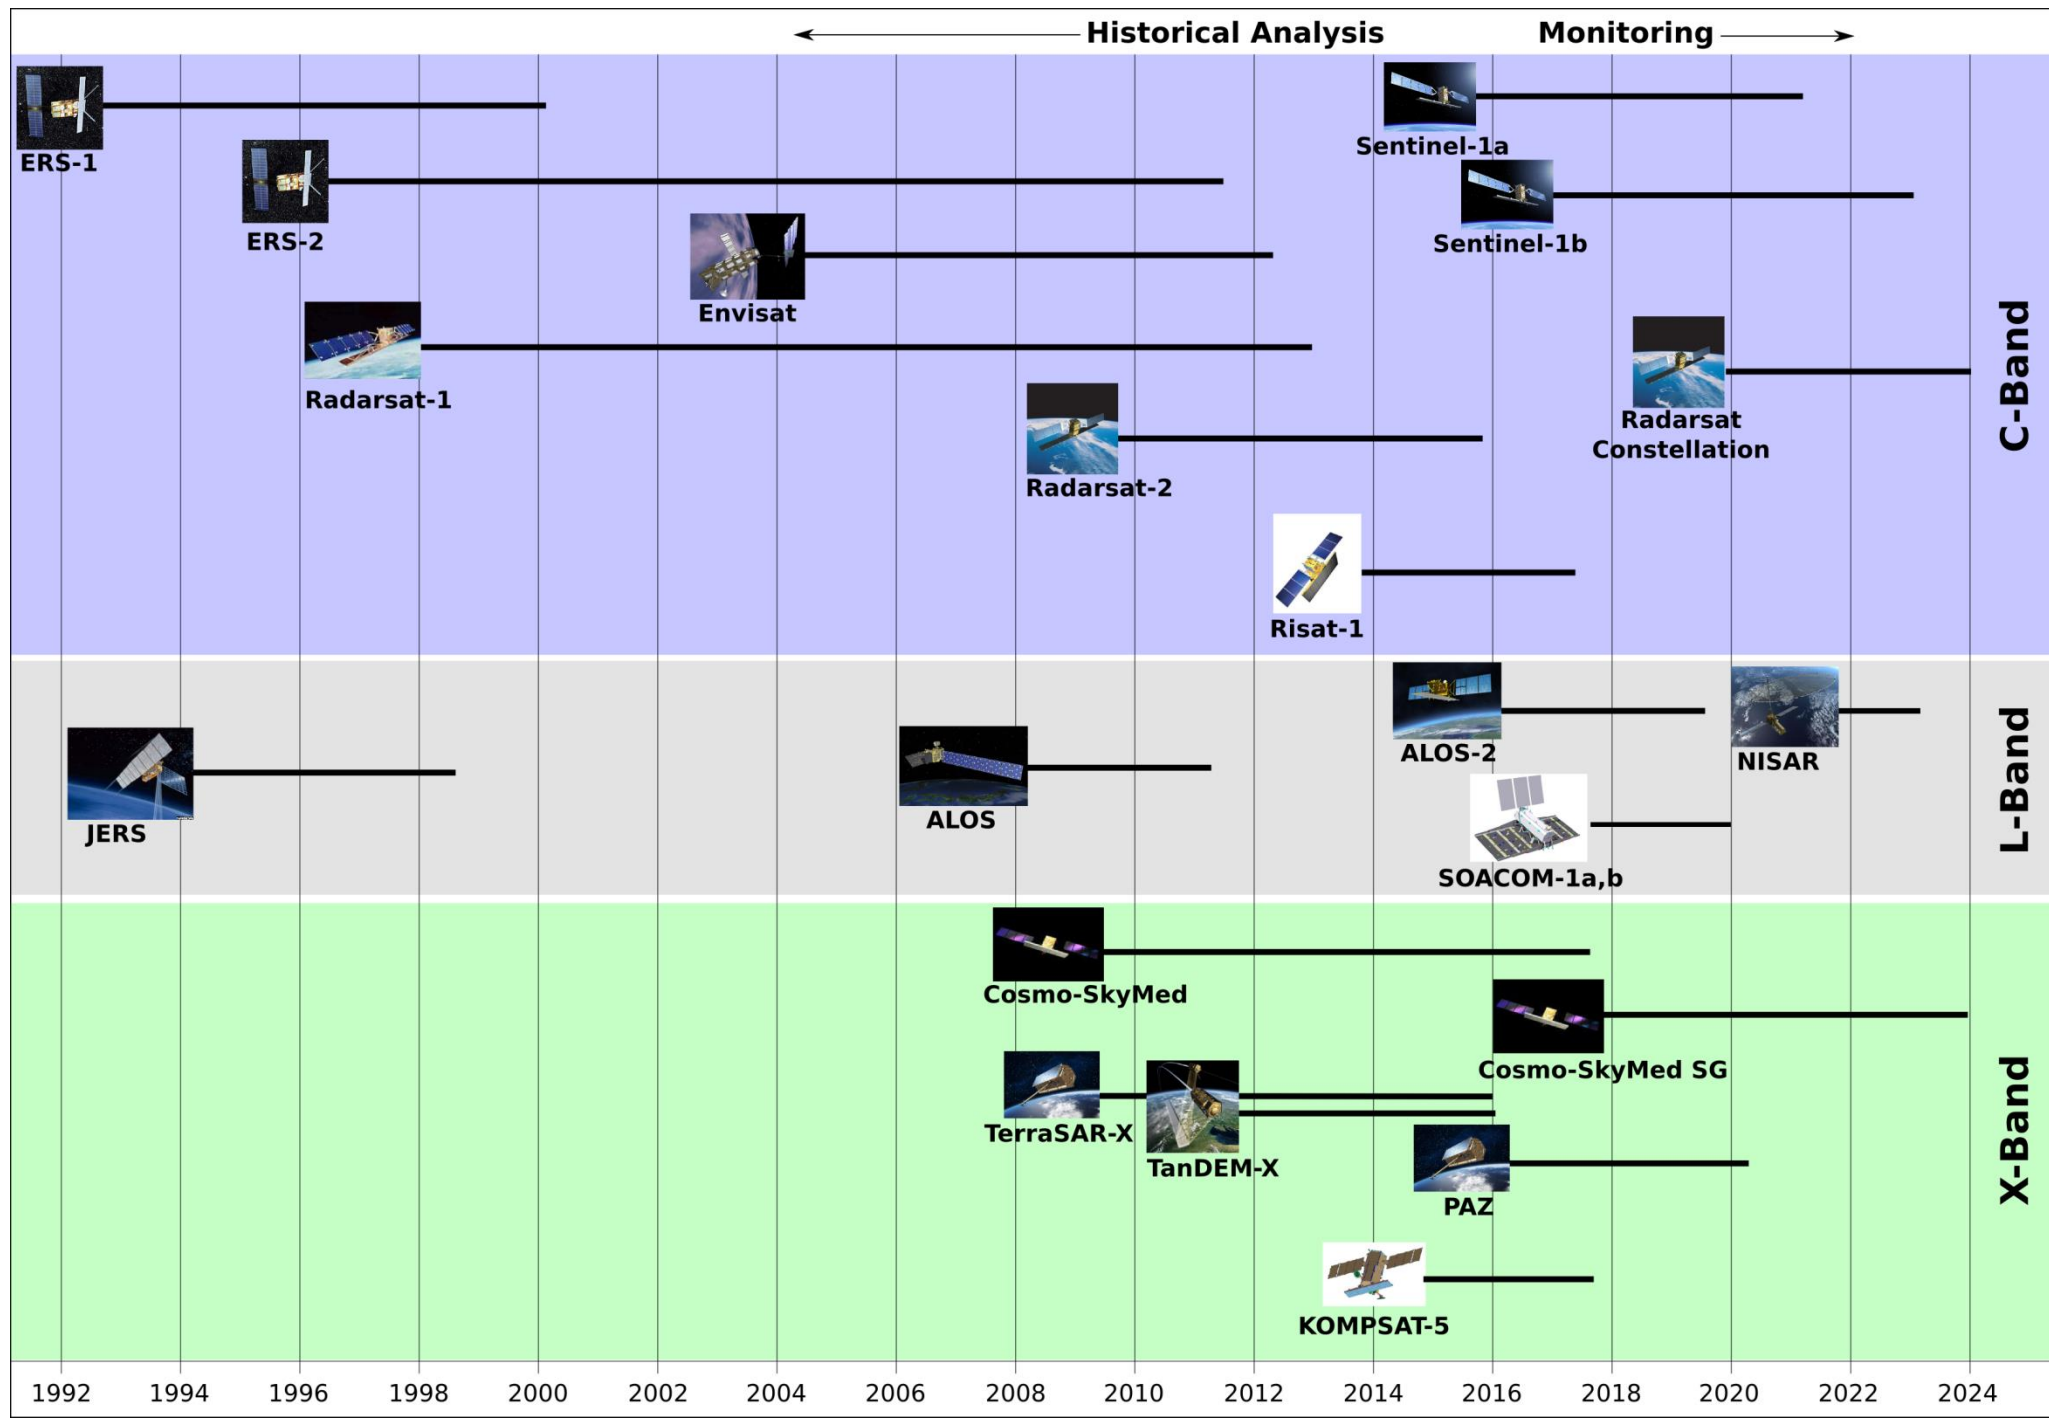 Historical Analysis
Monitoring
ERS-1
Sentinel-1a
ERS-2
Sentinel-1b
Envisat
Radarsat-1
Radarsat
Constellation
Radarsat-2
Risat-1
C-Band
ALOS-2
NISAR
JERS
ALOS
SOACOM-1a,b
L-Band
Cosmo-SkyMed
Cosmo-SkyMed SG
TerraSAR-X
TanDEM-X
PAZ
KOMPSAT-5
X-Band
1992 1994 1996 1998 2000 2002 2004 2006 2008 2010 2012 2014 2016 2018 2020 2022 2024